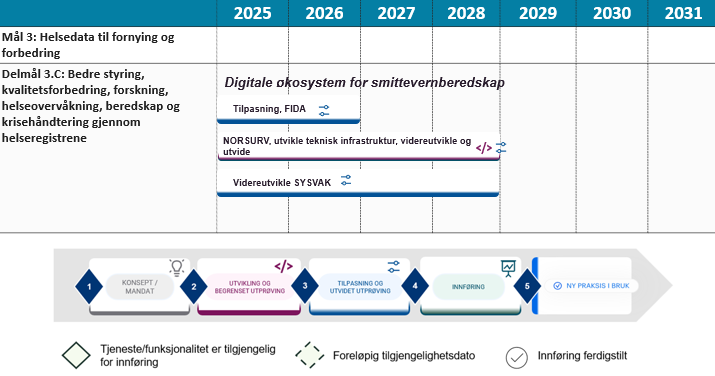 2025 2026 2027 2028 2029 2030 2031
Mål 3: Helsedata til fornying og
forbedring
Delmål 3.C: Bedre styring,
kvalitetsforbedring, forskning,
helseovervåkning, beredskap og
krisehåndtering gjennom
helseregistrene
Digitale økosystem for smittevernberedskap
Tilpasning, FIDA
NORSURV, utvikle teknisk infrastruktur, videreutvikle og
utvide
</>
Videreutvikle SYSVAK
1
KONSEPT /
MANDAT
2
</>
UTVIKLING OG
BEGRENSET UTPRØVING
3
TILPASNING OG
UTVIDET UTPRØVING
4
INNFØRING
5
NY PRAKSIS I BRUK
Tjeneste/funksjonalitet er tilgjengelig
for innføring
Foreløpig tilgjengelighetsdato
Innføring ferdigstilt